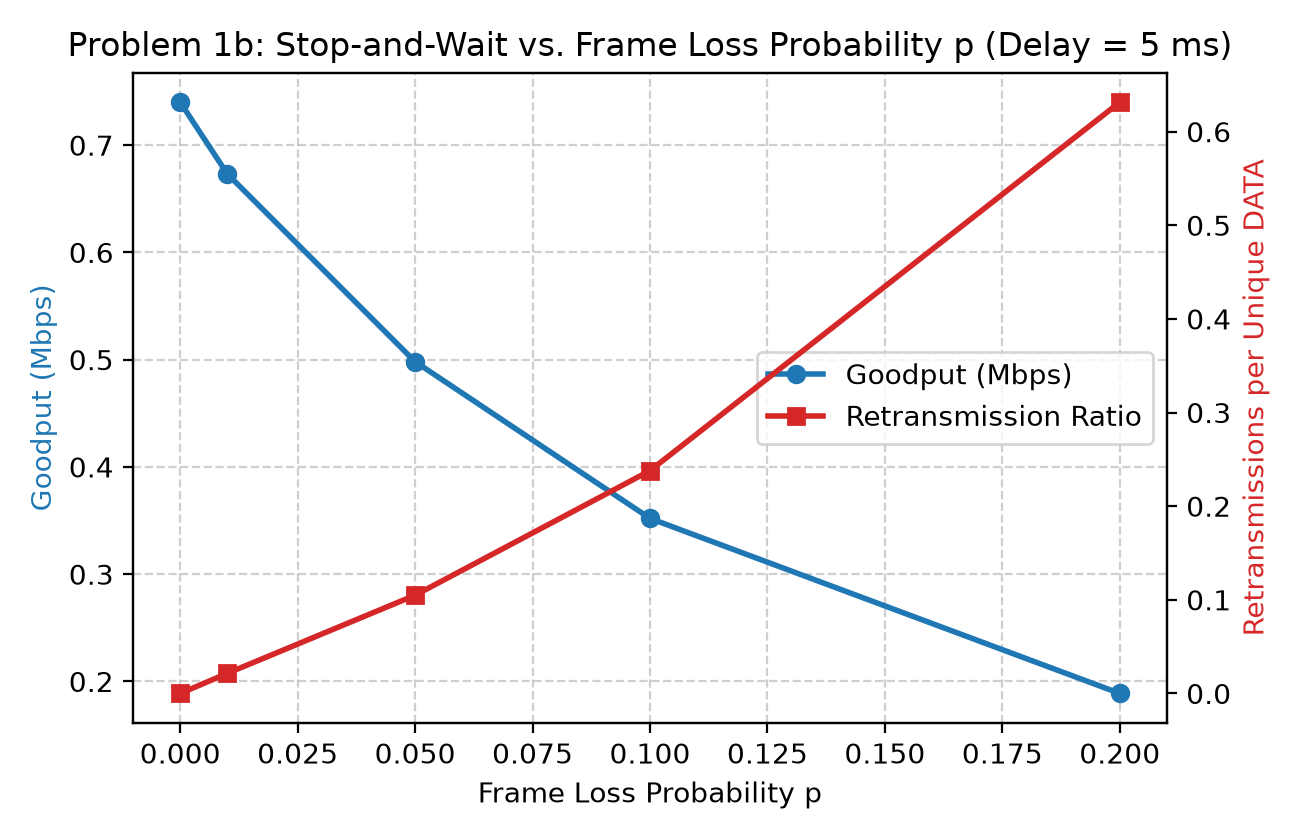 Problem 1b: Stop-and-Wait vs. Frame Loss Probability p (Delay = 5 ms)
Goodput (Mbps)
0.7
0.6
0.5
0.4
0.3
0.2
0.6
0.5
0.4
0.3
0.2
0.1
0.0
Retransmissions per Unique DATA
Goodput (Mbps)
Retransmission Ratio
0.000 0.025 0.050 0.075 0.100 0.125 0.150 0.175 0.200
Frame Loss Probability p